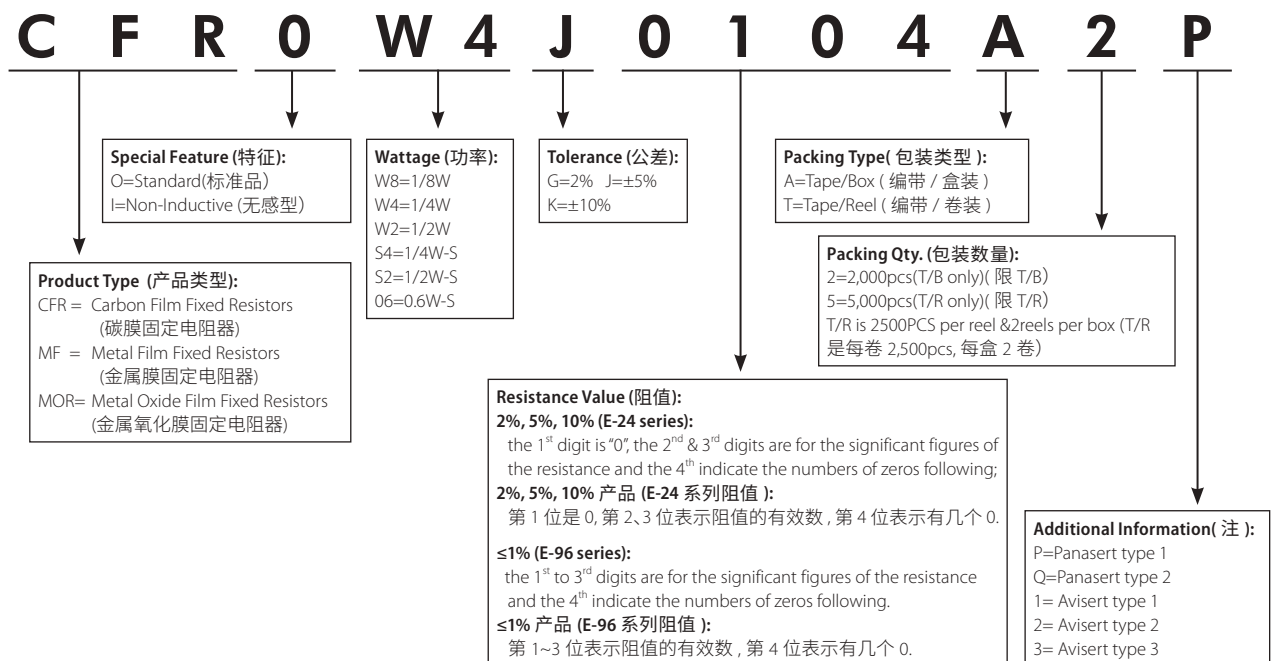 C F R 0 W 4 J 0 1 0 4 A 2 P
Special Feature (特征):
O=Standard(标准品)
I=Non-Inductive (无感型）
Wattage (功率):
W8=1/8W
W4=1/4W
W2=1/2W
S4=1/4W-S
S2=1/2W-S
06=0.6W-S
Tolerance (公差):
G=2% J=±5%
K=±10%
Packing Type( 包装类型 ):
A=Tape/Box ( 编带 / 盒装 )
T=Tape/Reel ( 编带 / 卷装 )
Packing Qty. (包装数量):
2=2,000pcs(T/B only)( 限 T/B）
5=5,000pcs(T/R only)( 限 T/R）
T/R is 2500PCS per reel &2reels per box (T/R
是每卷 2,500pcs, 每盒 2 卷）
Product Type (产品类型):
CFR = Carbon Film Fixed Resistors
(碳膜固定电阻器)
MF = Metal Film Fixed Resistors
(金属膜固定电阻器)
MOR= Metal Oxide Film Fixed Resistors
(金属氧化膜固定电阻器)
Resistance Value (阻值):
2%, 5%, 10% (E-24 series):
the 1st digit is “0”, the 2nd & 3rd digits are for the significant figures of
the resistance and the 4th indicate the numbers of zeros following;
2%, 5%, 10% 产品 (E-24 系列阻值 ):
第 1 位是 0, 第 2、3 位表示阻值的有效数 , 第 4 位表示有几个 0.
≤1% (E-96 series):
the 1st to 3rd digits are for the significant figures of the resistance
and the 4th indicate the numbers of zeros following.
≤1% 产品 (E-96 系列阻值 ):
第 1~3 位表示阻值的有效数 , 第 4 位表示有几个 0.
Additional Information( 注 ):
P=Panasert type 1
Q=Panasert type 2
1= Avisert type 1
2= Avisert type 2
3= Avisert type 3